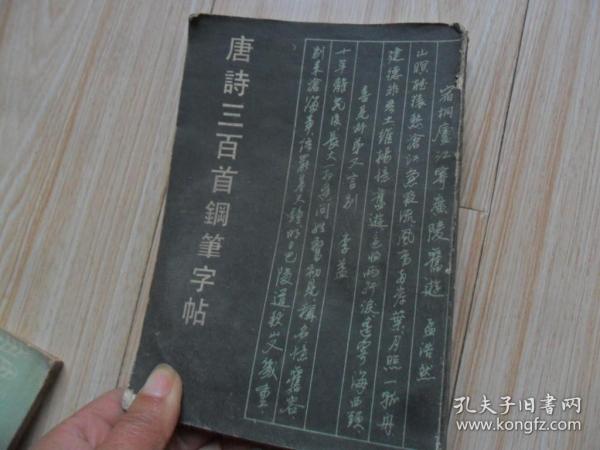 唐詩三百首鋼筆字帖
宿桐廬江寄廣陵舊遊 孟浩然
山暝聽猿愁滄江急夜流風鳴兩岸葉月照一孤舟
建德非吾土維揚憶舊遊還將兩行淚遙寄海西頭
喜見外弟又言別 李益
十年離亂後長大一相逢問姓驚初見稱名憶舊容
別來滄海事語罷暮天鐘明日巴陵道秋山又幾重
孔夫子旧书网
www.kongfz.com